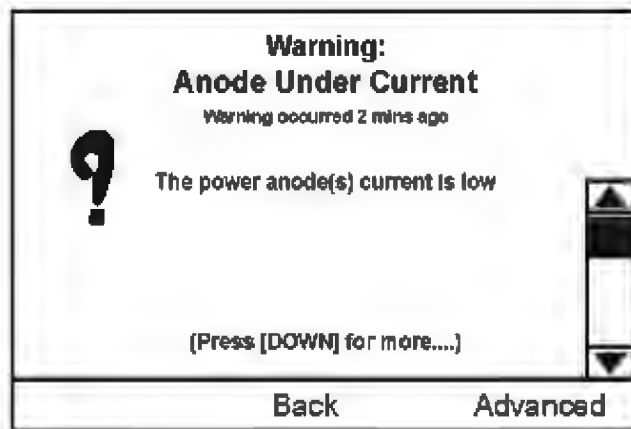 Warning:
Anode Under Current
Warning occurred 2 mins ago
The power anode(s) current is low
(Press [DOWN] for more....)
Back Advanced